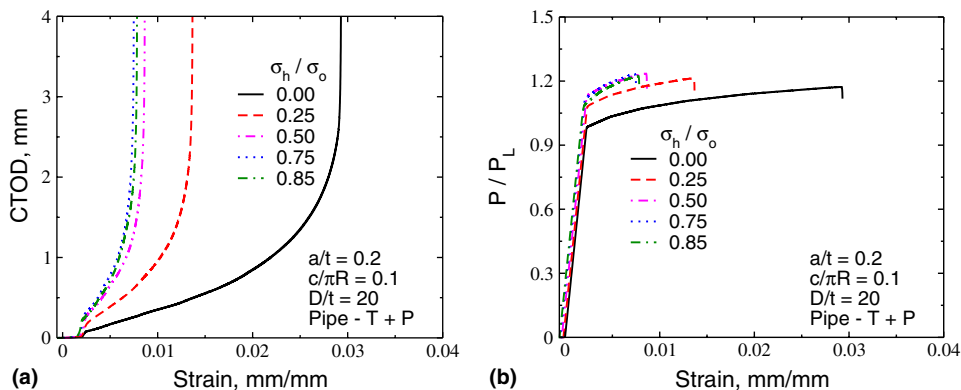 4
3
2
1
0
0
0.01
0.02
0.03
0.04
CTOD, mm
Strain, mm/mm
σh / σo
0.00
0.25
0.50
0.75
0.85
a/t = 0.2
c/πR = 0.1
D/t = 20
Pipe - T + P
(a)
1.5
1.2
0.9
0.6
0.3
0
0
0.01
0.02
0.03
0.04
P / PL
Strain, mm/mm
σh / σo
0.00
0.25
0.50
0.75
0.85
a/t = 0.2
c/πR = 0.1
D/t = 20
Pipe - T + P
(b)